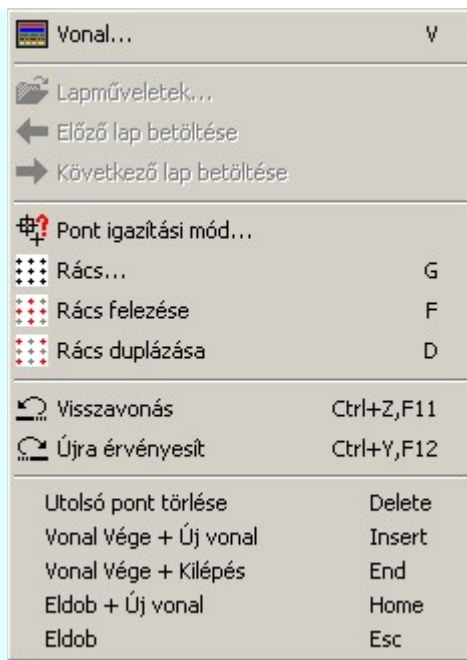 Vonal... V
Lapműveletek...
Előző lap betöltése
Következő lap betöltése
Pont igazítási mód...
Rács... G
Rács felezése F
Rács duplázása D
Visszavonás Ctrl+Z,F11
Újra érvényesít Ctrl+Y,F12
Utolsó pont törlése Delete
Vonal Vége + Új vonal Insert
Vonal Vége + Kilépés End
Eldob + Új vonal Home
Eldob Esc